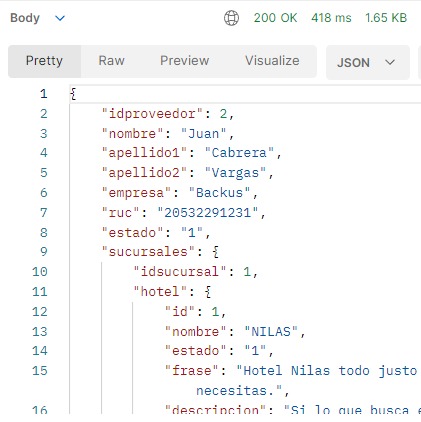 Body 200 OK 418 ms 1.65 KB
Pretty Raw Preview Visualize JSON
1 {
2 "idproveedor": 2,
3 "nombre": "Juan",
4 "apellido1": "Cabrera",
5 "apellido2": "Vargas",
6 "empresa": "Backus",
7 "ruc": "20532291231",
8 "estado": "1",
9 "sucursales": {
10 "idsucursal": 1,
11 "hotel": {
12 "id": 1,
13 "nombre": "NILAS",
14 "estado": "1",
15 "frase": "Hotel Nilas todo justo
necesitas.",
16 "descripcion": "Si lo que busca e